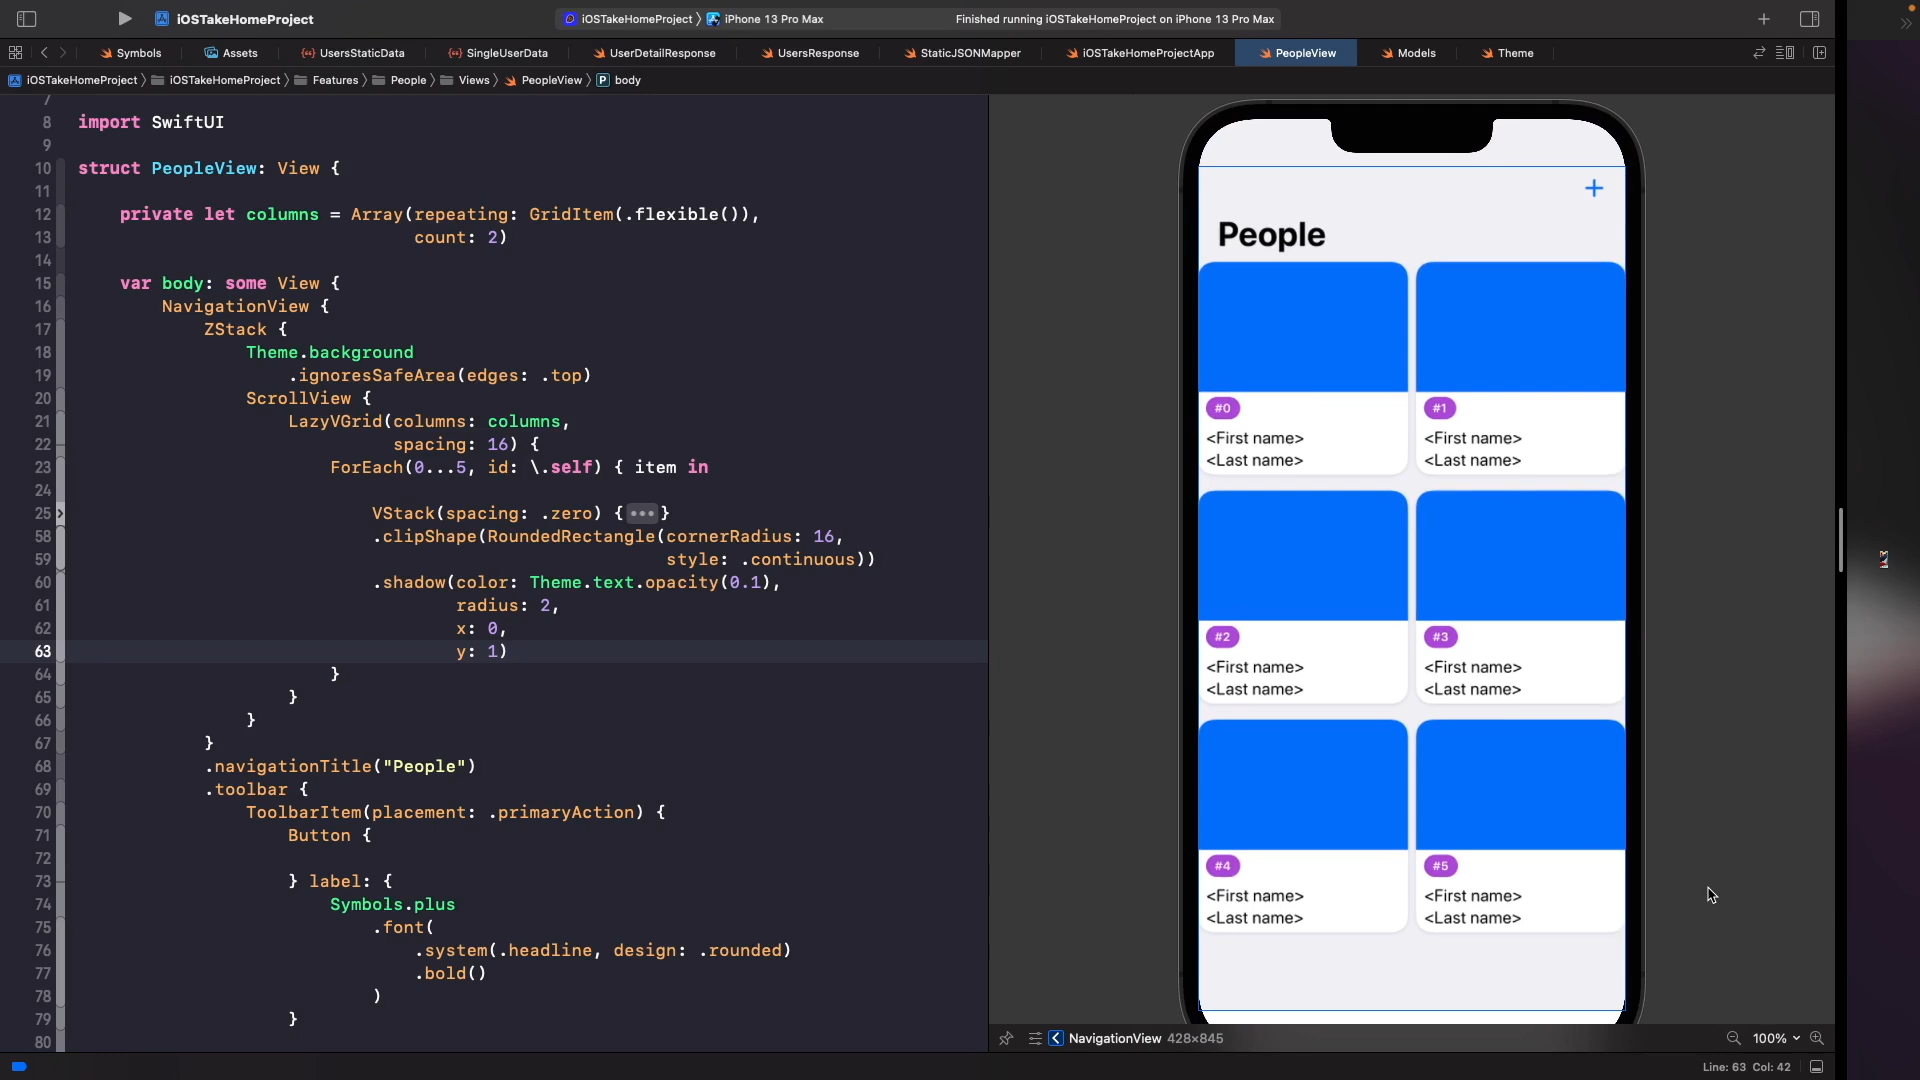 iOSTakeHomeProject
iOSTakeHomeProject
iPhone 13 Pro Max
Finished running iOSTakeHomeProject on iPhone 13 Pro Max
Symbols
Assets
UsersStaticData
SingleUserData
UserDetailResponse
UsersResponse
StaticJSONMapper
iOSTakeHomeProjectApp
PeopleView
Models
Theme
iOSTakeHomeProject
iOSTakeHomeProject
Features
People
Views
PeopleView
P body
7
8 import SwiftUI
9
10 struct PeopleView: View {
11
12 private let columns = Array(repeating: GridItem(.flexible()),
13 count: 2)
14
15 var body: some View {
16 NavigationView {
17 ZStack {
18 Theme.background
19 .ignoresSafeArea(edges: .top)
20 ScrollView {
21 LazyVGrid(columns: columns,
22 spacing: 16) {
23 ForEach(0...5, id: \.self) { item in
24
25 VStack(spacing: .zero) {•••}
58 .clipShape(RoundedRectangle(cornerRadius: 16,
59 style: .continuous))
60 .shadow(color: Theme.text.opacity(0.1),
61 radius: 2,
62 x: 0,
63 y: 1)
64 }
65 }
66 }
67 }
68 .navigationTitle("People")
69 .toolbar {
70 ToolbarItem(placement: .primaryAction) {
71 Button {
72
73 } label: {
74 Symbols.plus
75 .font(
76 .system(.headline, design: .rounded)
77 .bold()
78 )
79 }
80
People
#0
<First name>
<Last name>
#1
<First name>
<Last name>
#2
<First name>
<Last name>
#3
<First name>
<Last name>
#4
<First name>
<Last name>
#5
<First name>
<Last name>
NavigationView 428×845
100%
Line: 63 Col: 42